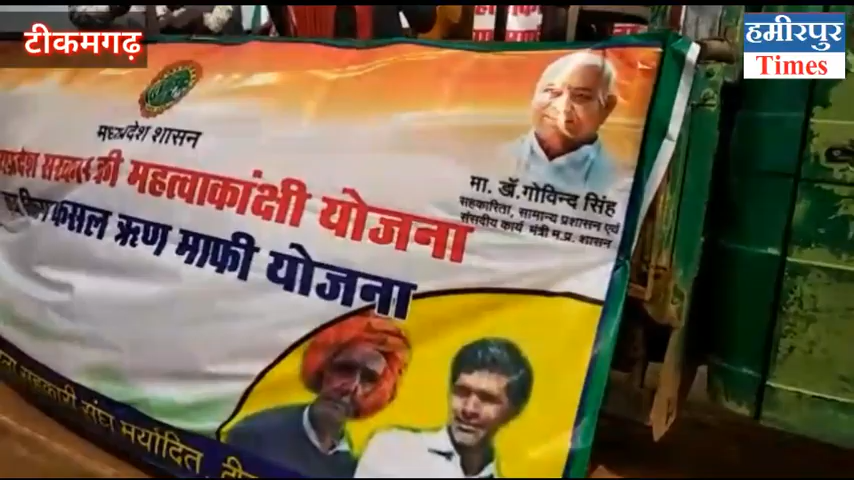 टीकमगढ़
हमीरपुर
Times
मध्यप्रदेश शासन
की महत्वाकांक्षी योजना
फसल ऋण माफी योजना
मा. डॉ.गोविन्द सिंह
सहकारिता, सामान्य प्रशासन एवं
संसदीय कार्य मंत्री म.प्र. शासन
सहकारी संघ मर्यादित,